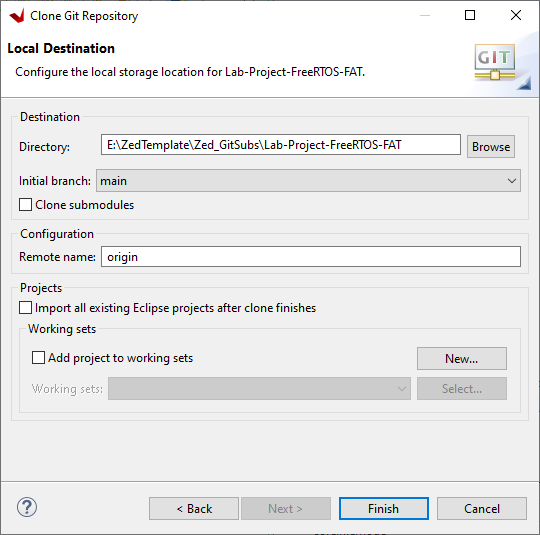 Clone Git Repository
Local Destination
Configure the local storage location for Lab-Project-FreeRTOS-FAT.
GIT
Destination
Directory: E:\ZedTemplate\Zed_GitSubs\Lab-Project-FreeRTOS-FAT Browse
Initial branch: main
Clone submodules
Configuration
Remote name: origin
Projects
Import all existing Eclipse projects after clone finishes
Working sets
Add project to working sets New...
Working sets: Select...
? < Back Next > Finish Cancel